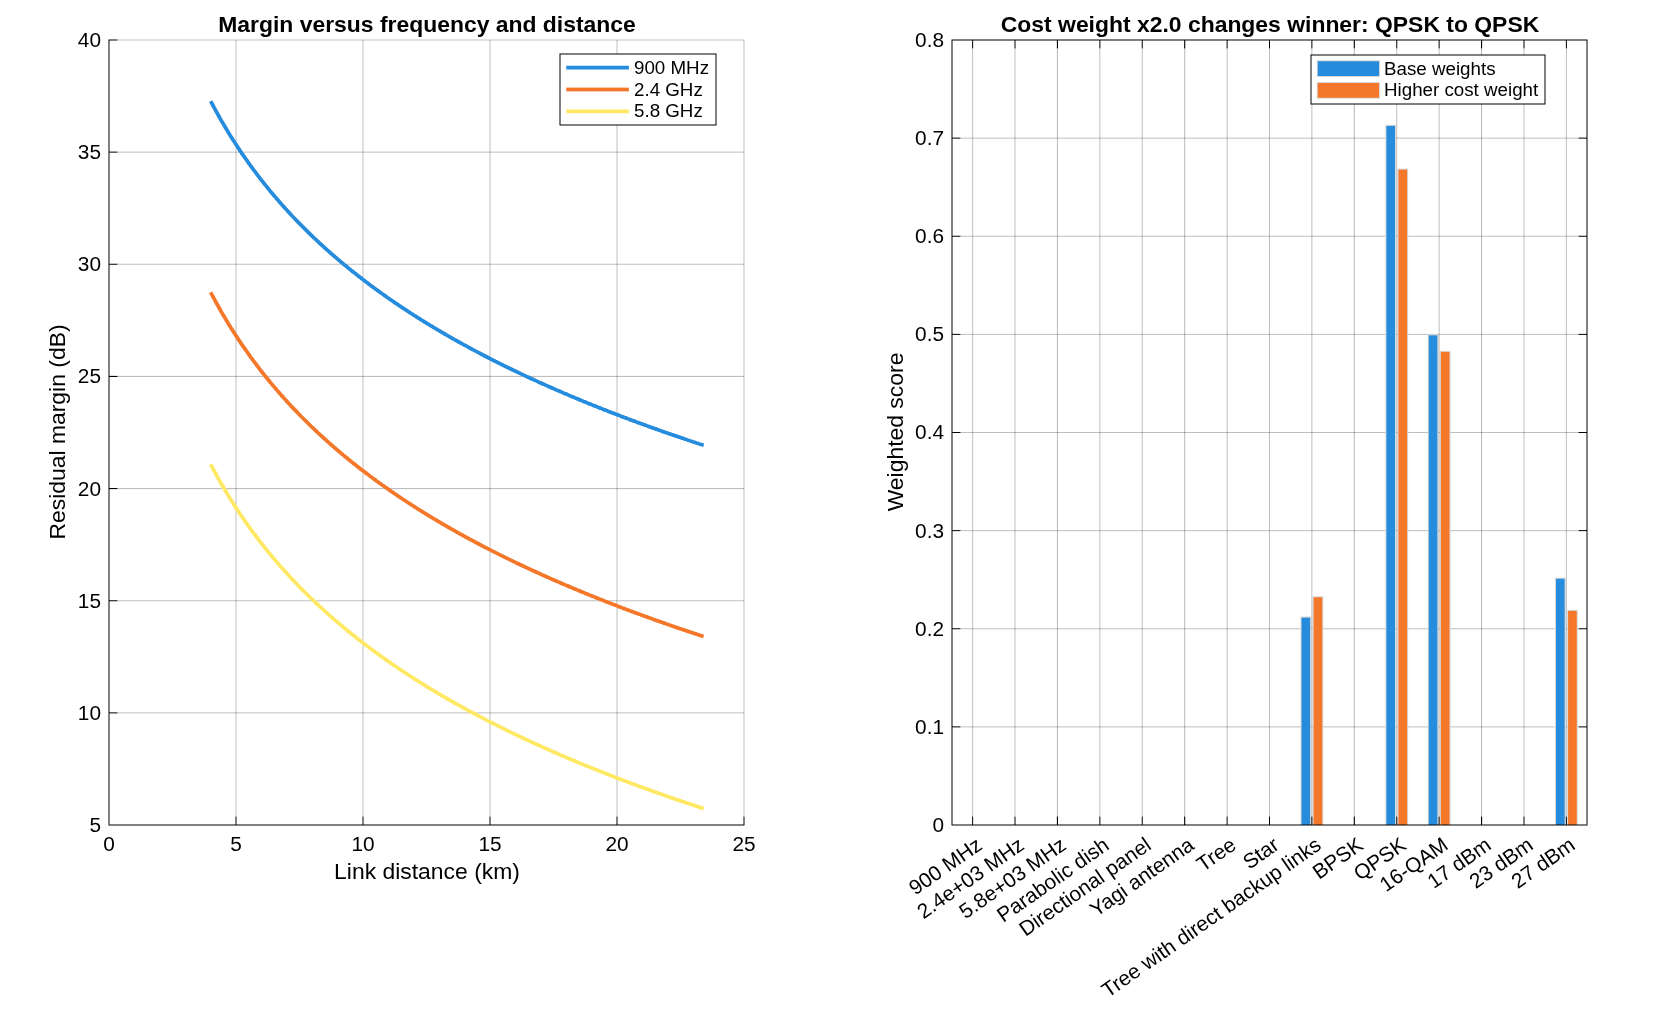 Margin versus frequency and distance
40
35
30
25
20
15
10
5
0
5
10
15
20
25
Residual margin (dB)
Link distance (km)
900 MHz
2.4 GHz
5.8 GHz
Cost weight x2.0 changes winner: QPSK to QPSK
0.8
0.7
0.6
0.5
0.4
0.3
0.2
0.1
0
Weighted score
Base weights
Higher cost weight
900 MHz
2.4e+03 MHz
5.8e+03 MHz
Parabolic dish
Directional panel
Yagi antenna
Tree
Star
Tree with direct backup links
BPSK
QPSK
16-QAM
17 dBm
23 dBm
27 dBm